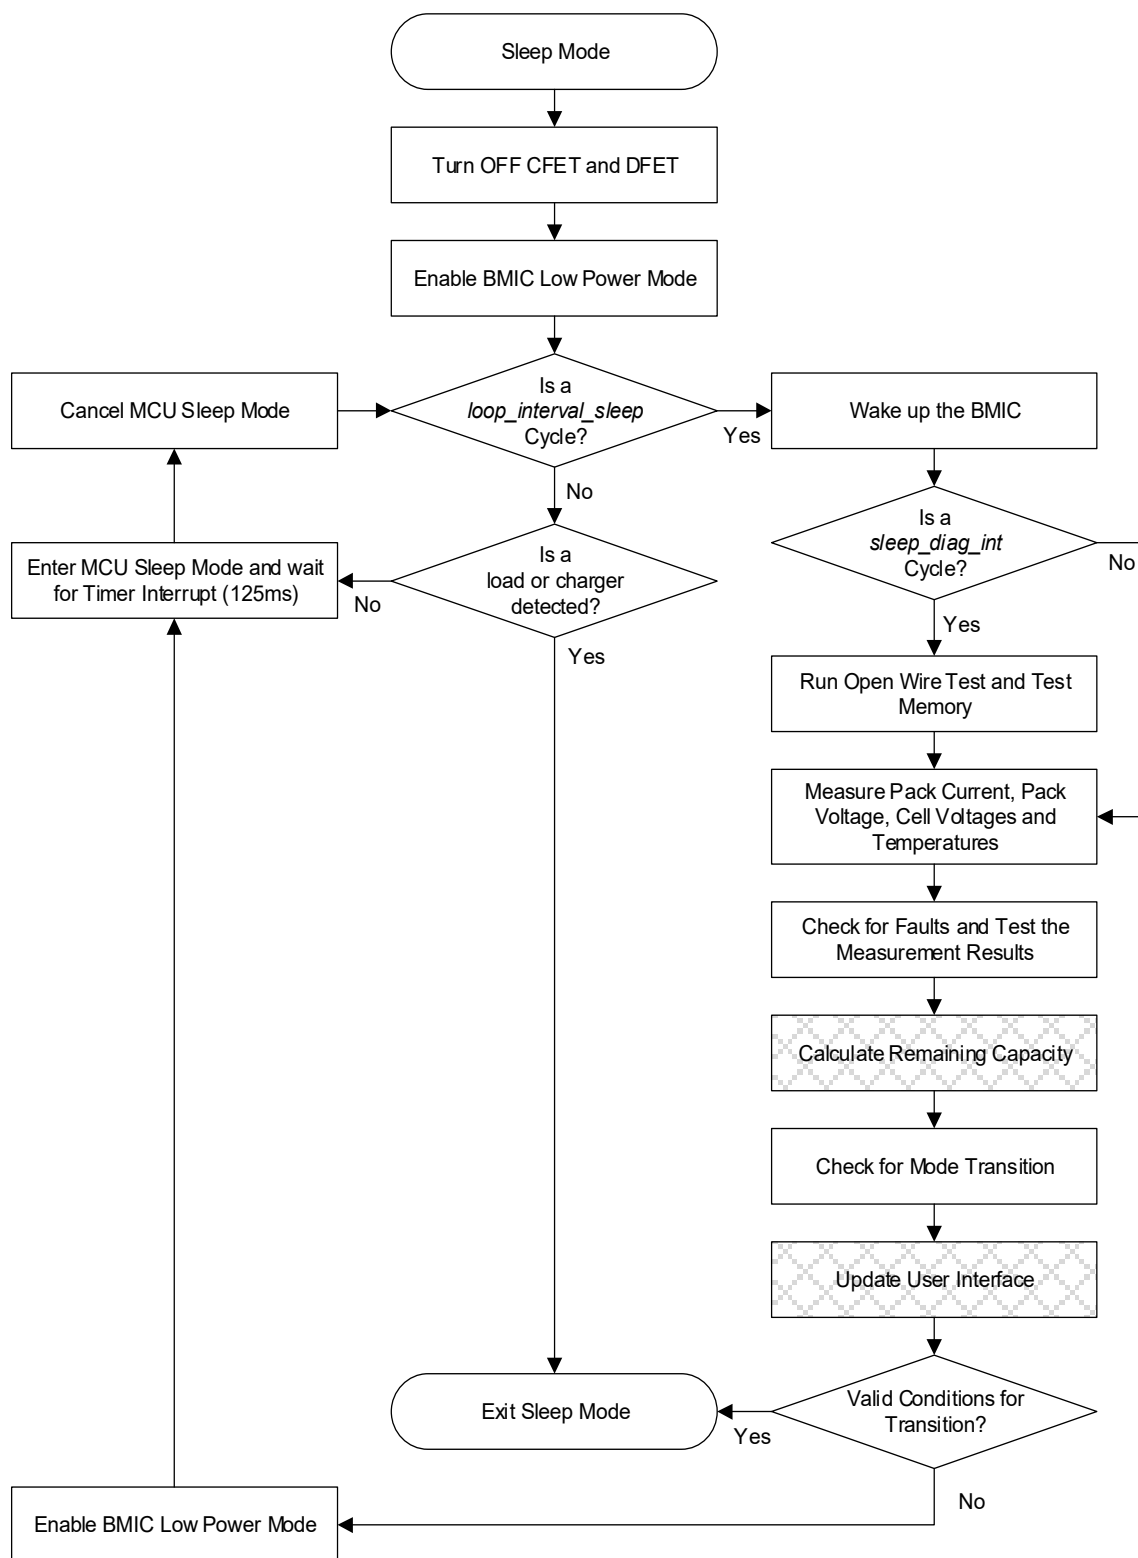 Sleep Mode
Turn OFF CFET and DFET
Enable BMIC Low Power Mode
Cancel MCU Sleep Mode
Is a
loop_interval_sleep
Cycle?
Yes
Wake up the BMIC
No
Is a
sleep_diag_int
Cycle?
No
Enter MCU Sleep Mode and wait
for Timer Interrupt (125ms)
No
Is a
load or charger
detected?
Yes
Yes
Run Open Wire Test and Test
Memory
Measure Pack Current, Pack
Voltage, Cell Voltages and
Temperatures
Check for Faults and Test the
Measurement Results
Calculate Remaining Capacity
Check for Mode Transition
Update User Interface
Exit Sleep Mode
Yes
Valid Conditions for
Transition?
No
Enable BMIC Low Power Mode